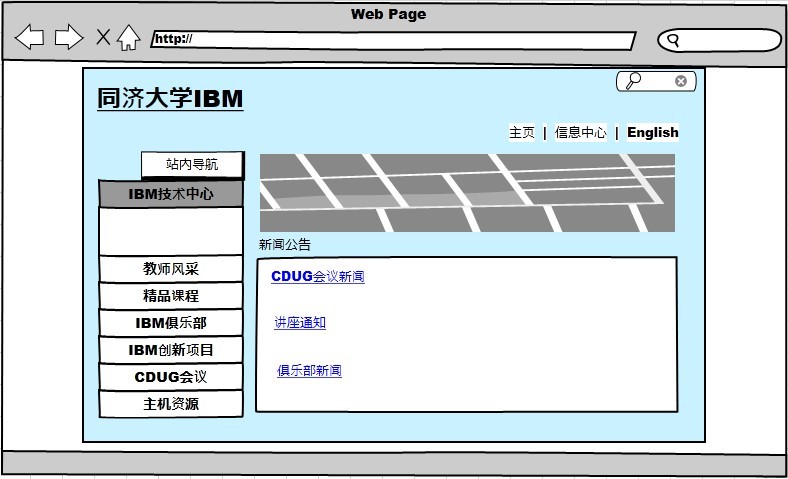 Web Page
http://
同济大学IBM
主页 | 信息中心 | English
站内导航
IBM技术中心
教师风采
精品课程
IBM俱乐部
IBM创新项目
CDUG会议
主机资源
新闻公告
CDUG会议新闻
讲座通知
俱乐部新闻